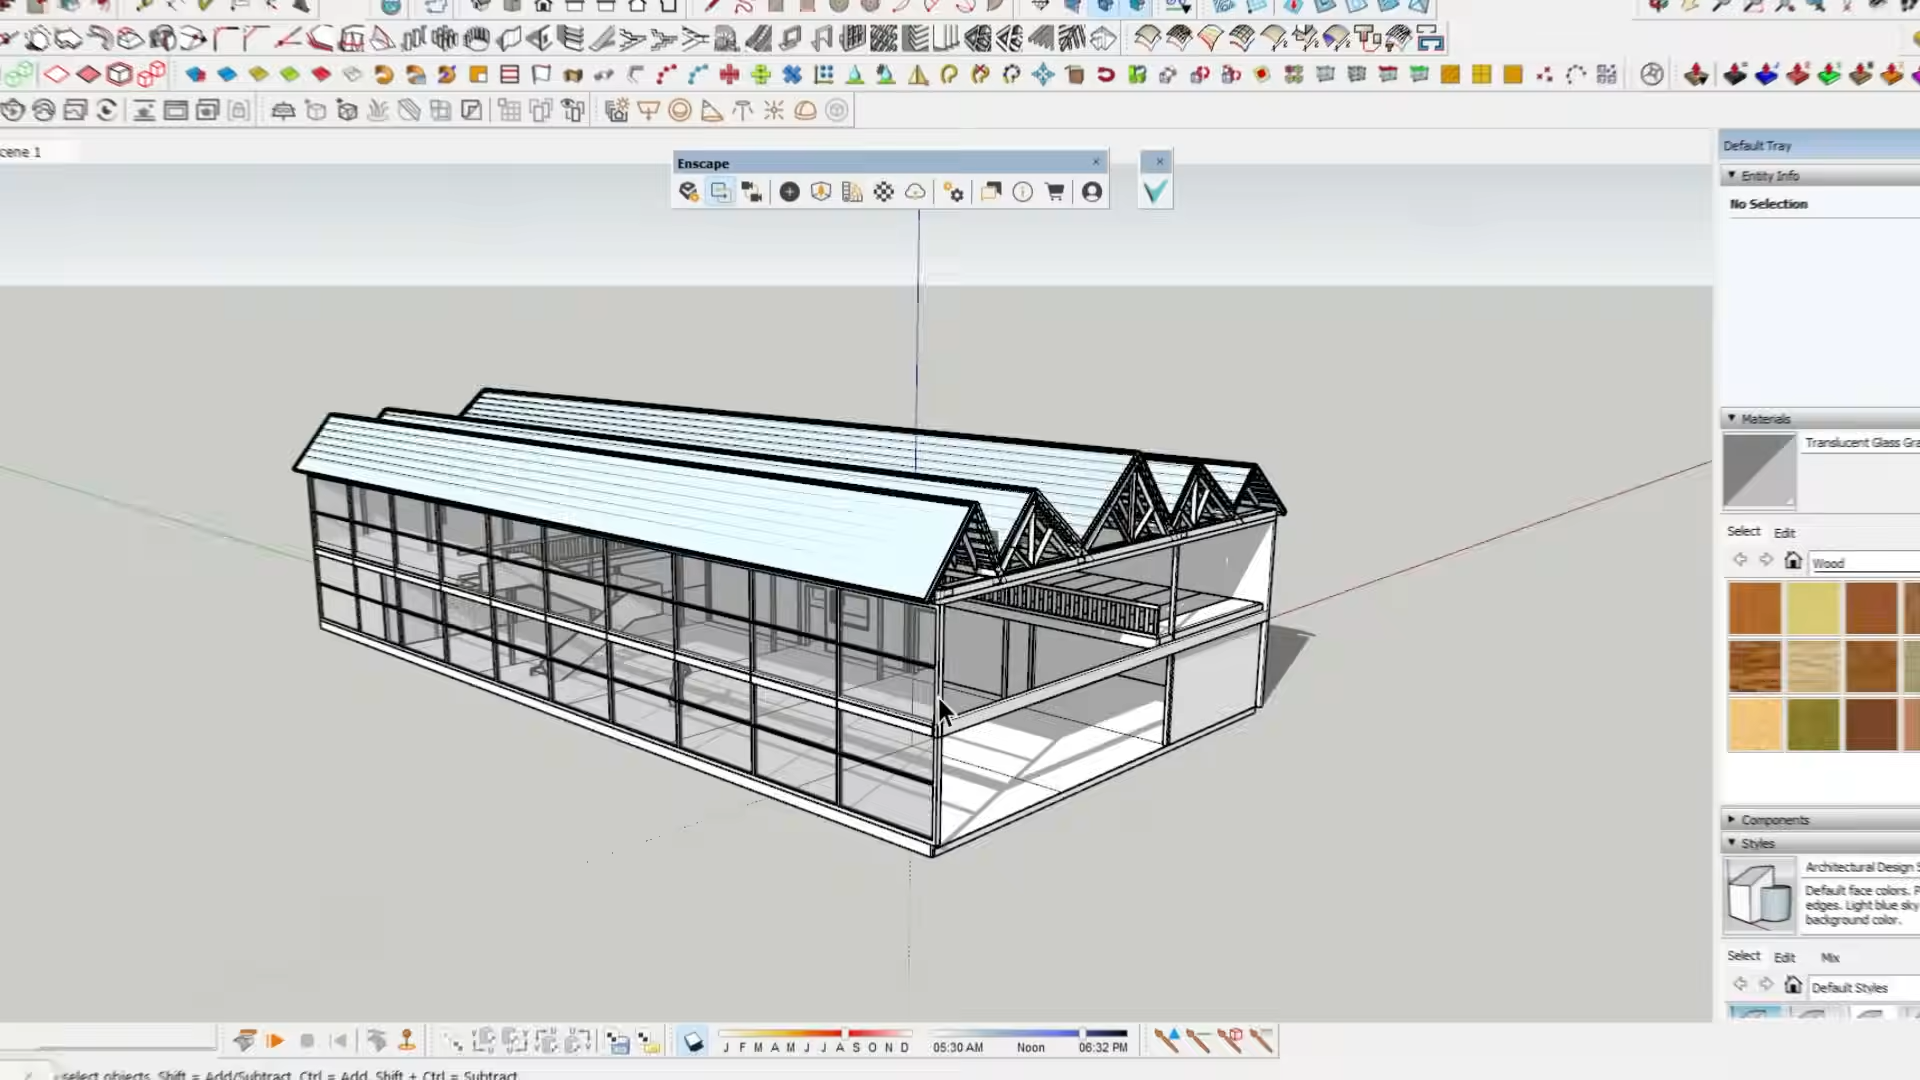 cene 1
Enscape
Default Tray
Entity Info
No Selection
Materials
Translucent Glass Gra
Select Edit
Wood
Components
Styles
Architectural Design S
Default face colors. P
edges. Light blue sky
background color.
Select Edit Mix
Default Styles
J F M A M J J A S O N D
05:30 AM Noon 06:32 PM
select objects. Shift = Add/Subtract. Ctrl = Add. Shift + Ctrl = Subtract.